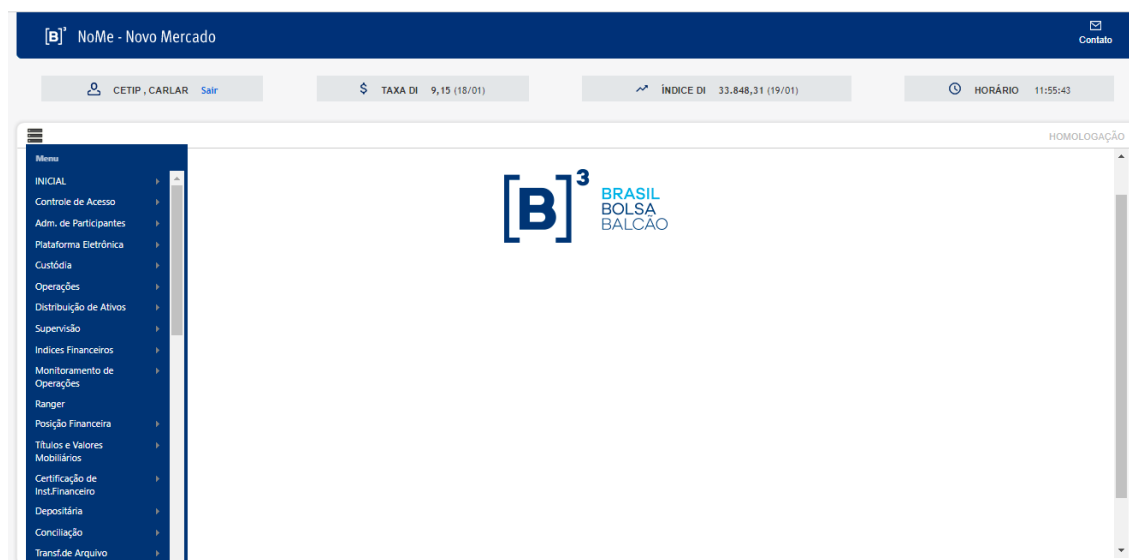 [B]³ NoMe - Novo Mercado
Contato
CETIP , CARLAR Sair
$ TAXA DI 9,15 (18/01)
ÍNDICE DI 33.848,31 (19/01)
HORÁRIO 11:55:43
HOMOLOGAÇÃO
Menu
INICIAL
Controle de Acesso
Adm. de Participantes
Plataforma Eletrônica
Custódia
Operações
Distribuição de Ativos
Supervisão
Indices Financeiros
Monitoramento de
Operações
Ranger
Posição Financeira
Títulos e Valores
Mobiliários
Certificação de
Inst.Financeiro
Depositária
Conciliação
Transf.de Arquivo
[B]³
BRASIL
BOLSA
BALCÃO